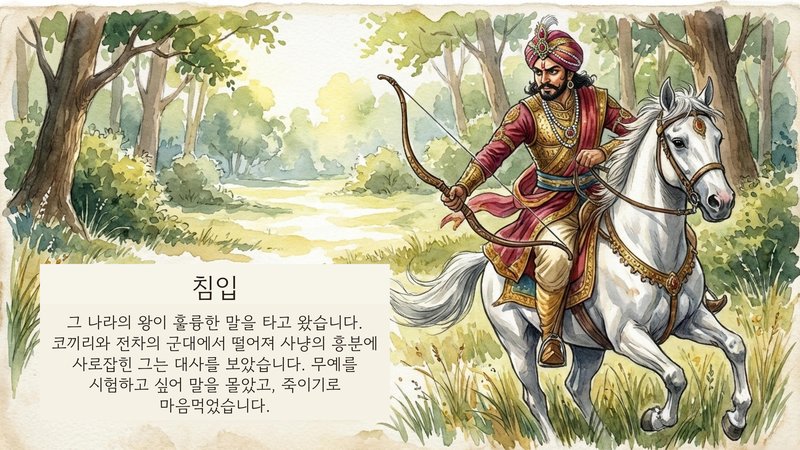 침입
그 나라의 왕이 훌륭한 말을 타고 왔습니다.
코끼리와 전차의 군대에서 떨어져 사냥의 흥분에
사로잡힌 그는 대사를 보았습니다. 무예를
시험하고 싶어 말을 몰았고, 죽이기로
마음먹었습니다.